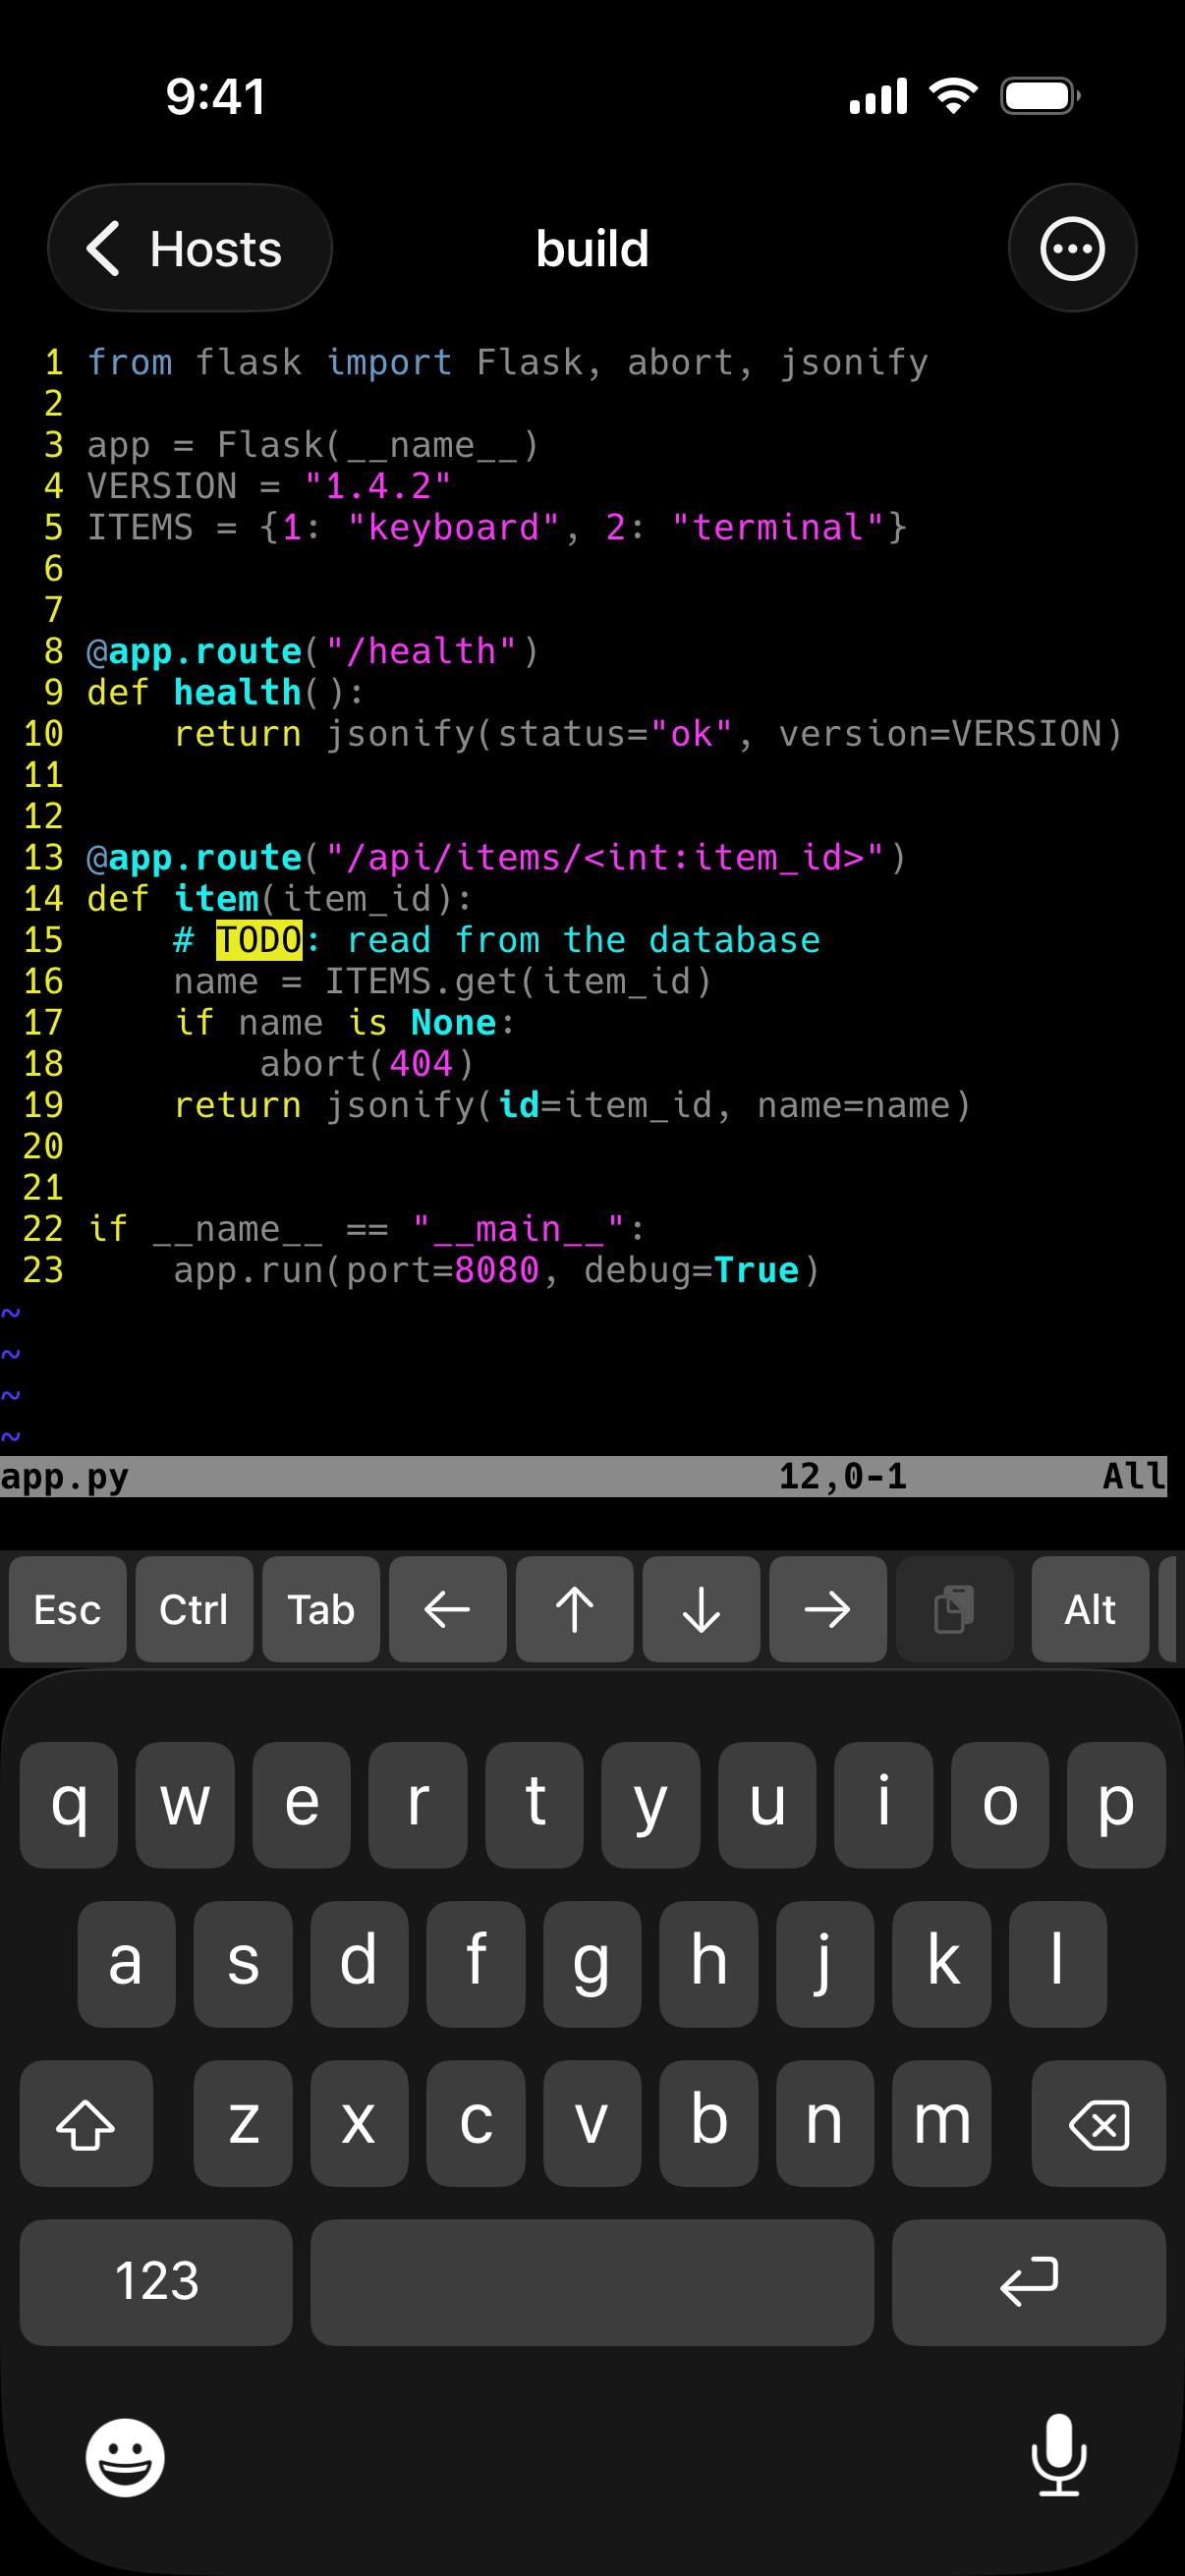 9:41
Hosts
build
1 from flask import Flask, abort, jsonify
2
3 app = Flask(__name__)
4 VERSION = "1.4.2"
5 ITEMS = {1: "keyboard", 2: "terminal"}
6
7
8 @app.route("/health")
9 def health():
10     return jsonify(status="ok", version=VERSION)
11
12
13 @app.route("/api/items/<int:item_id>")
14 def item(item_id):
15     # TODO: read from the database
16     name = ITEMS.get(item_id)
17     if name is None:
18         abort(404)
19     return jsonify(id=item_id, name=name)
20
21
22 if __name__ == "__main__":
23     app.run(port=8080, debug=True)
~
~
~
~
app.py 12,0-1 All
Esc Ctrl Tab ← ↑ ↓ → Alt
q w e r t y u i o p
a s d f g h j k l
z x c v b n m
123